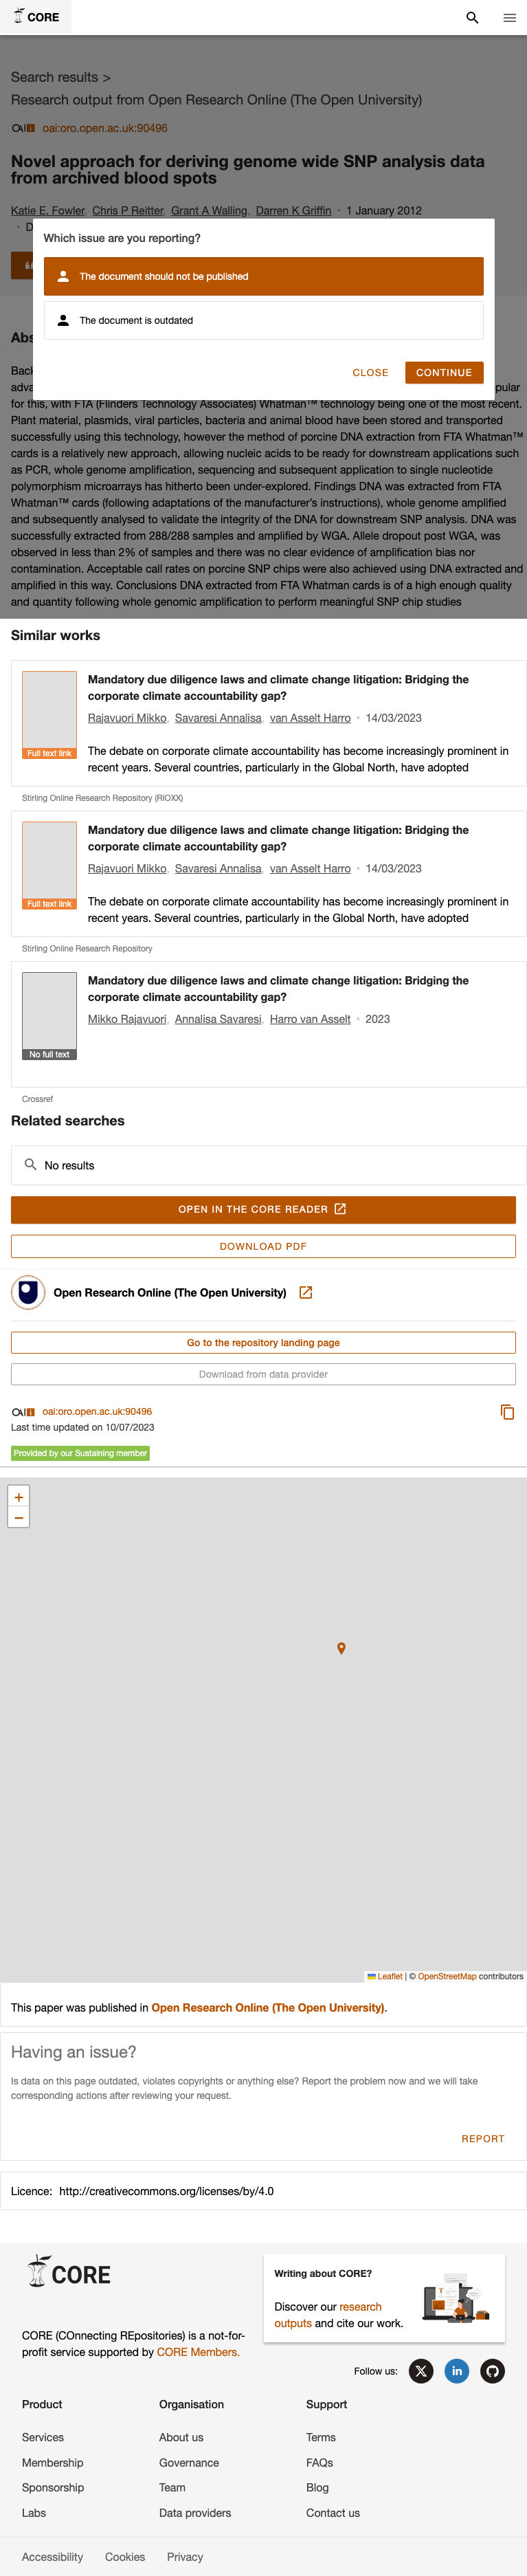 CORE
Search results >
Research output from Open Research Online (The Open University)
OAI oai:oro.open.ac.uk:90496
Novel approach for deriving genome wide SNP analysis data
from archived blood spots
Katie E. Fowler, Chris P Reitter, Grant A Walling, Darren K Griffin · 1 January 2012
Which issue are you reporting?
The document should not be published
The document is outdated
CLOSE
CONTINUE
for this, with FTA (Flinders Technology Associates) Whatman™ technology being one of the most recent.
Plant material, plasmids, viral particles, bacteria and animal blood have been stored and transported
successfully using this technology, however the method of porcine DNA extraction from FTA Whatman™
cards is a relatively new approach, allowing nucleic acids to be ready for downstream applications such
as PCR, whole genome amplification, sequencing and subsequent application to single nucleotide
polymorphism microarrays has hitherto been under-explored. Findings DNA was extracted from FTA
Whatman™ cards (following adaptations of the manufacturer's instructions), whole genome amplified
and subsequently analysed to validate the integrity of the DNA for downstream SNP analysis. DNA was
successfully extracted from 288/288 samples and amplified by WGA. Allele dropout post WGA, was
observed in less than 2% of samples and there was no clear evidence of amplification bias nor
contamination. Acceptable call rates on porcine SNP chips were also achieved using DNA extracted and
amplified in this way. Conclusions DNA extracted from FTA Whatman cards is of a high enough quality
and quantity following whole genomic amplification to perform meaningful SNP chip studies
Similar works
Mandatory due diligence laws and climate change litigation: Bridging the
corporate climate accountability gap?
Rajavuori Mikko, Savaresi Annalisa, van Asselt Harro · 14/03/2023
The debate on corporate climate accountability has become increasingly prominent in
Full text link
recent years. Several countries, particularly in the Global North, have adopted
Stirling Online Research Repository (RIOXX)
Mandatory due diligence laws and climate change litigation: Bridging the
corporate climate accountability gap?
Rajavuori Mikko, Savaresi Annalisa, van Asselt Harro · 14/03/2023
The debate on corporate climate accountability has become increasingly prominent in
Full text link
recent years. Several countries, particularly in the Global North, have adopted
Stirling Online Research Repository
Mandatory due diligence laws and climate change litigation: Bridging the
corporate climate accountability gap?
Mikko Rajavuori, Annalisa Savaresi, Harro van Asselt · 2023
No full text
Crossref
Related searches
No results
OPEN IN THE CORE READER
DOWNLOAD PDF
Open Research Online (The Open University)
Go to the repository landing page
Download from data provider
OAI oai:oro.open.ac.uk:90496
Last time updated on 10/07/2023
Provided by our Sustaining member
+
−
Leaflet | © OpenStreetMap contributors
This paper was published in Open Research Online (The Open University).
Having an issue?
Is data on this page outdated, violates copyrights or anything else? Report the problem now and we will take
corresponding actions after reviewing your request.
REPORT
Licence: http://creativecommons.org/licenses/by/4.0
CORE
CORE (COnnecting REpositories) is a not-for-
profit service supported by CORE Members.
Writing about CORE?
Discover our research
outputs and cite our work.
Follow us:
Product
Services
Membership
Sponsorship
Labs
Organisation
About us
Governance
Team
Data providers
Support
Terms
FAQs
Blog
Contact us
Accessibility Cookies Privacy